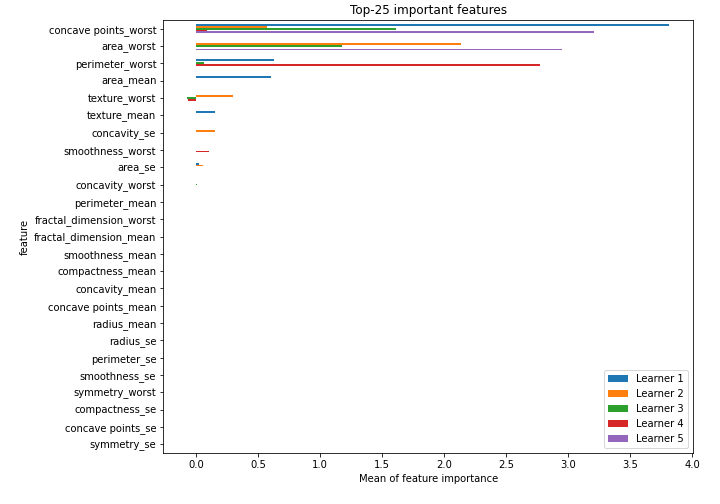 Top-25 important features
concave points_worst
area_worst
perimeter_worst
area_mean
texture_worst
texture_mean
concavity_se
smoothness_worst
area_se
concavity_worst
perimeter_mean
fractal_dimension_worst
fractal_dimension_mean
smoothness_mean
compactness_mean
concavity_mean
concave points_mean
radius_mean
radius_se
perimeter_se
smoothness_se
symmetry_worst
compactness_se
concave points_se
symmetry_se
feature
Learner 1
Learner 2
Learner 3
Learner 4
Learner 5
0.0 0.5 1.0 1.5 2.0 2.5 3.0 3.5 4.0
Mean of feature importance